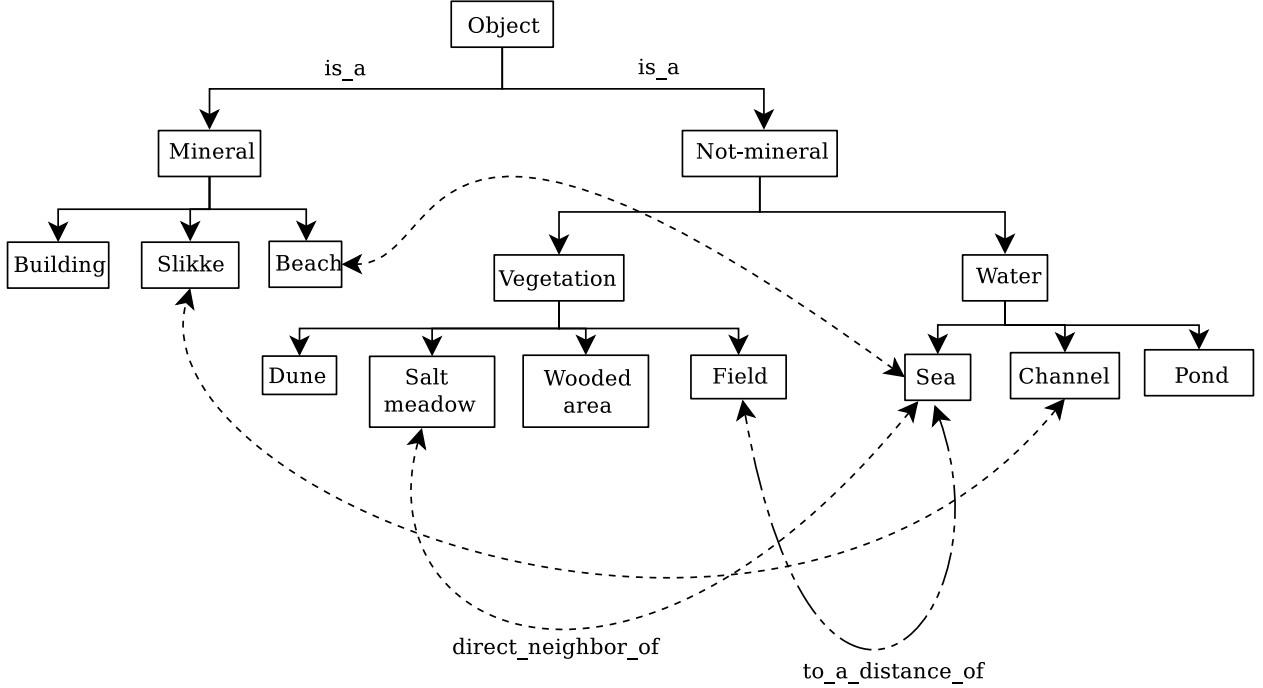 Object
is_a
is_a
Mineral
Not-mineral
Building
Slikke
Beach
Vegetation
Water
Dune
Salt
meadow
Wooded
area
Field
Sea
Channel
Pond
direct_neighbor_of
to_a_distance_of